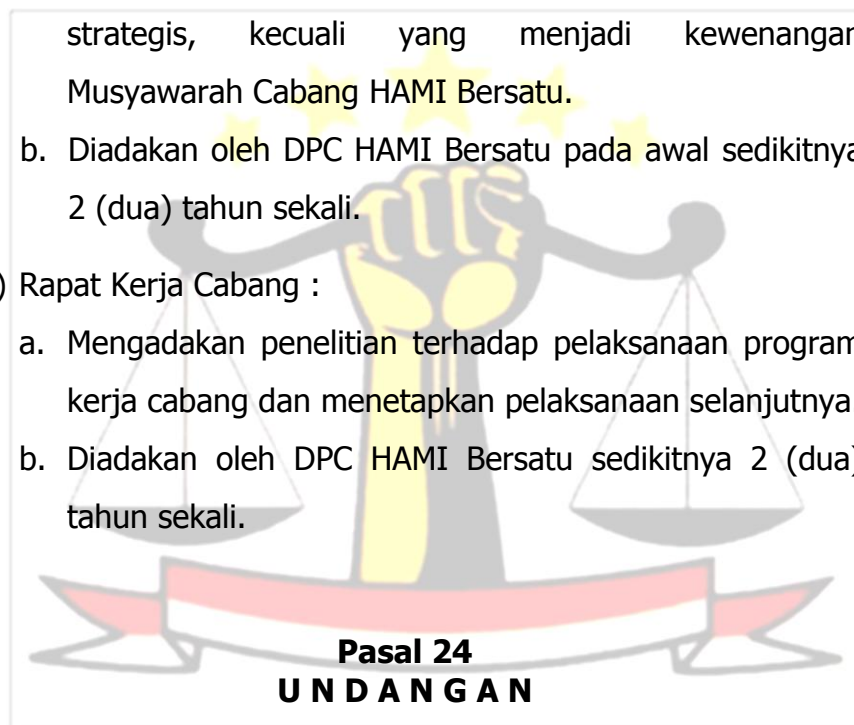 strategis, kecuali yang menjadi kewenangan
Musyawarah Cabang HAMI Bersatu.
b. Diadakan oleh DPC HAMI Bersatu pada awal sedikitnya
2 (dua) tahun sekali.
) Rapat Kerja Cabang :
a. Mengadakan penelitian terhadap pelaksanaan program
kerja cabang dan menetapkan pelaksanaan selanjutnya
b. Diadakan oleh DPC HAMI Bersatu sedikitnya 2 (dua)
tahun sekali.
Pasal 24
U N D A N G A N